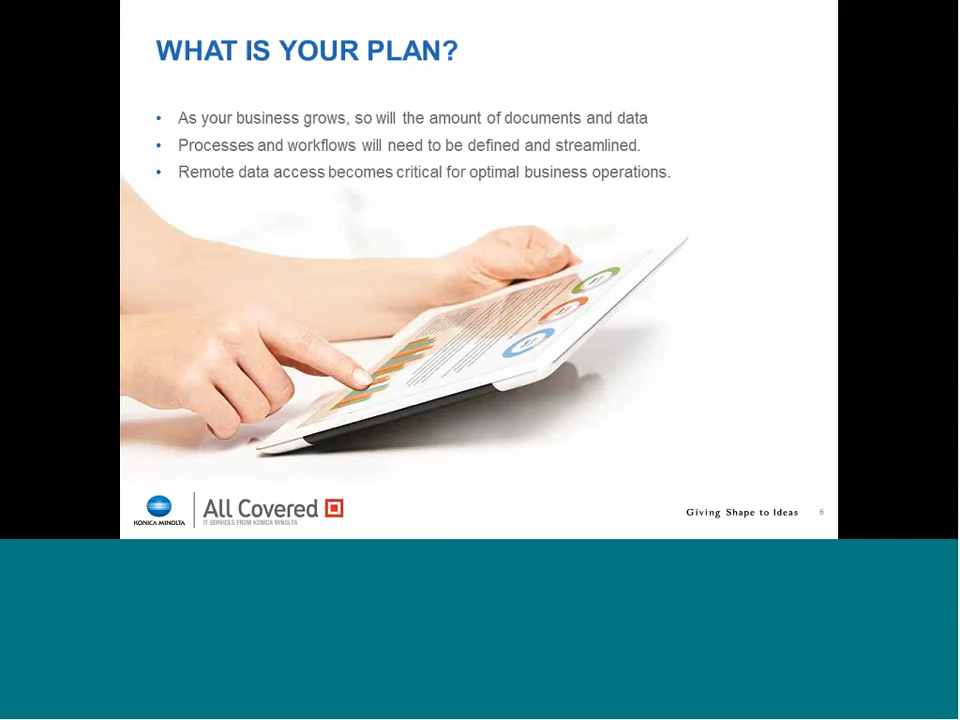 WHAT IS YOUR PLAN?
• As your business grows, so will the amount of documents and data
• Processes and workflows will need to be defined and streamlined.
• Remote data access becomes critical for optimal business operations.
KONICA MINOLTA
All Covered
IT SERVICES FROM KONICA MINOLTA
Giving Shape to Ideas
6